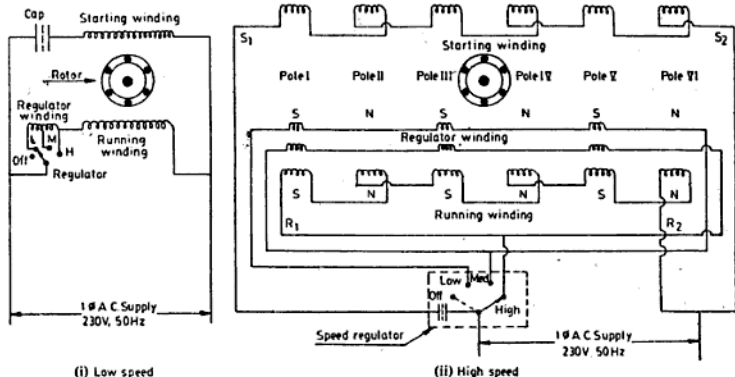 Cap
Starting winding
Rotor
Regulator
winding
L
M
H
Off
Running
winding
Regulator
1 Ø A C Supply
230V, 50Hz
(i) Low speed
S1
S2
Starting winding
Pole I
Pole II
Pole III
Pole IV
Pole V
Pole VI
S
N
S
N
S
N
Regulator winding
S
N
S
N
S
N
R1
Running winding
R2
Low
Med
Off
High
Speed regulator
1 Ø A C Supply
230V, 50Hz
(ii) High speed